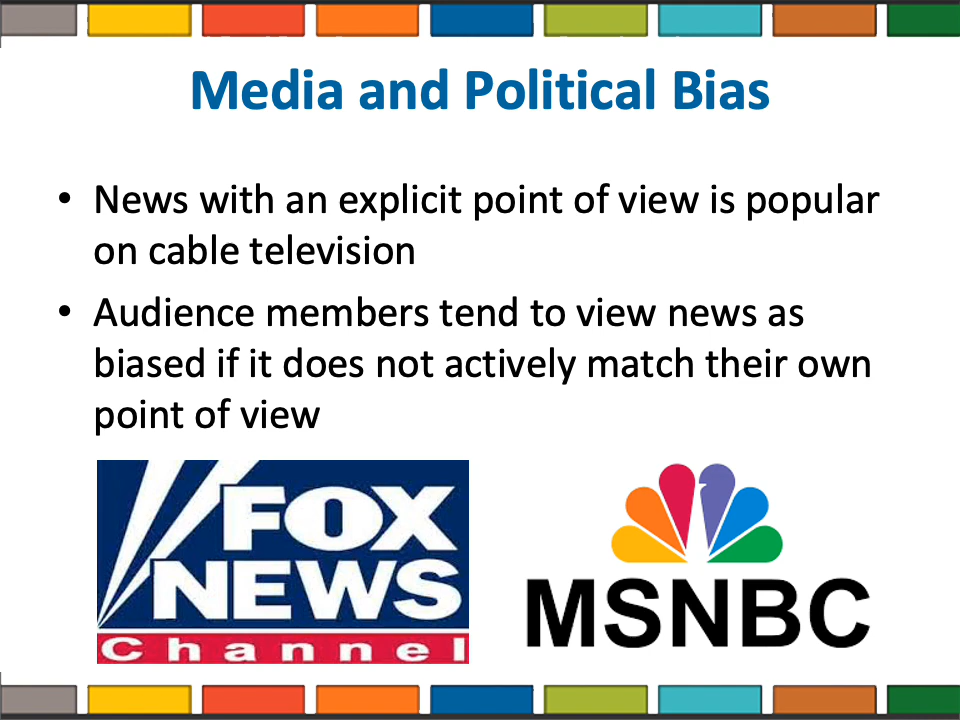 Media and Political Bias
• News with an explicit point of view is popular
on cable television
• Audience members tend to view news as
biased if it does not actively match their own
point of view
FOX
NEWS
Channel
MSNBC